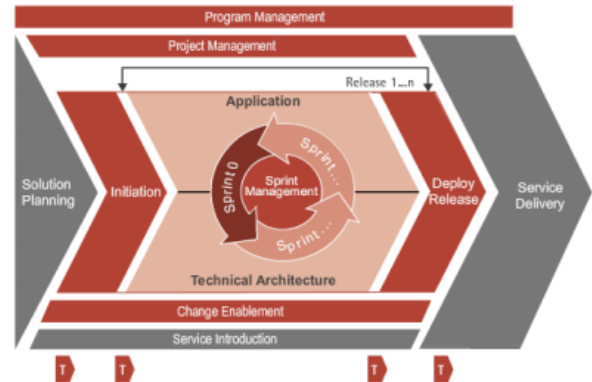 Program Management
Project Management
Release 1....n
Application
Solution
Planning
Initiation
Sprint 0
Sprint...
Sprint
Management
Sprint...
Deploy
Release
Service
Delivery
Technical Architecture
Change Enablement
Service Introduction
T
T
T
T